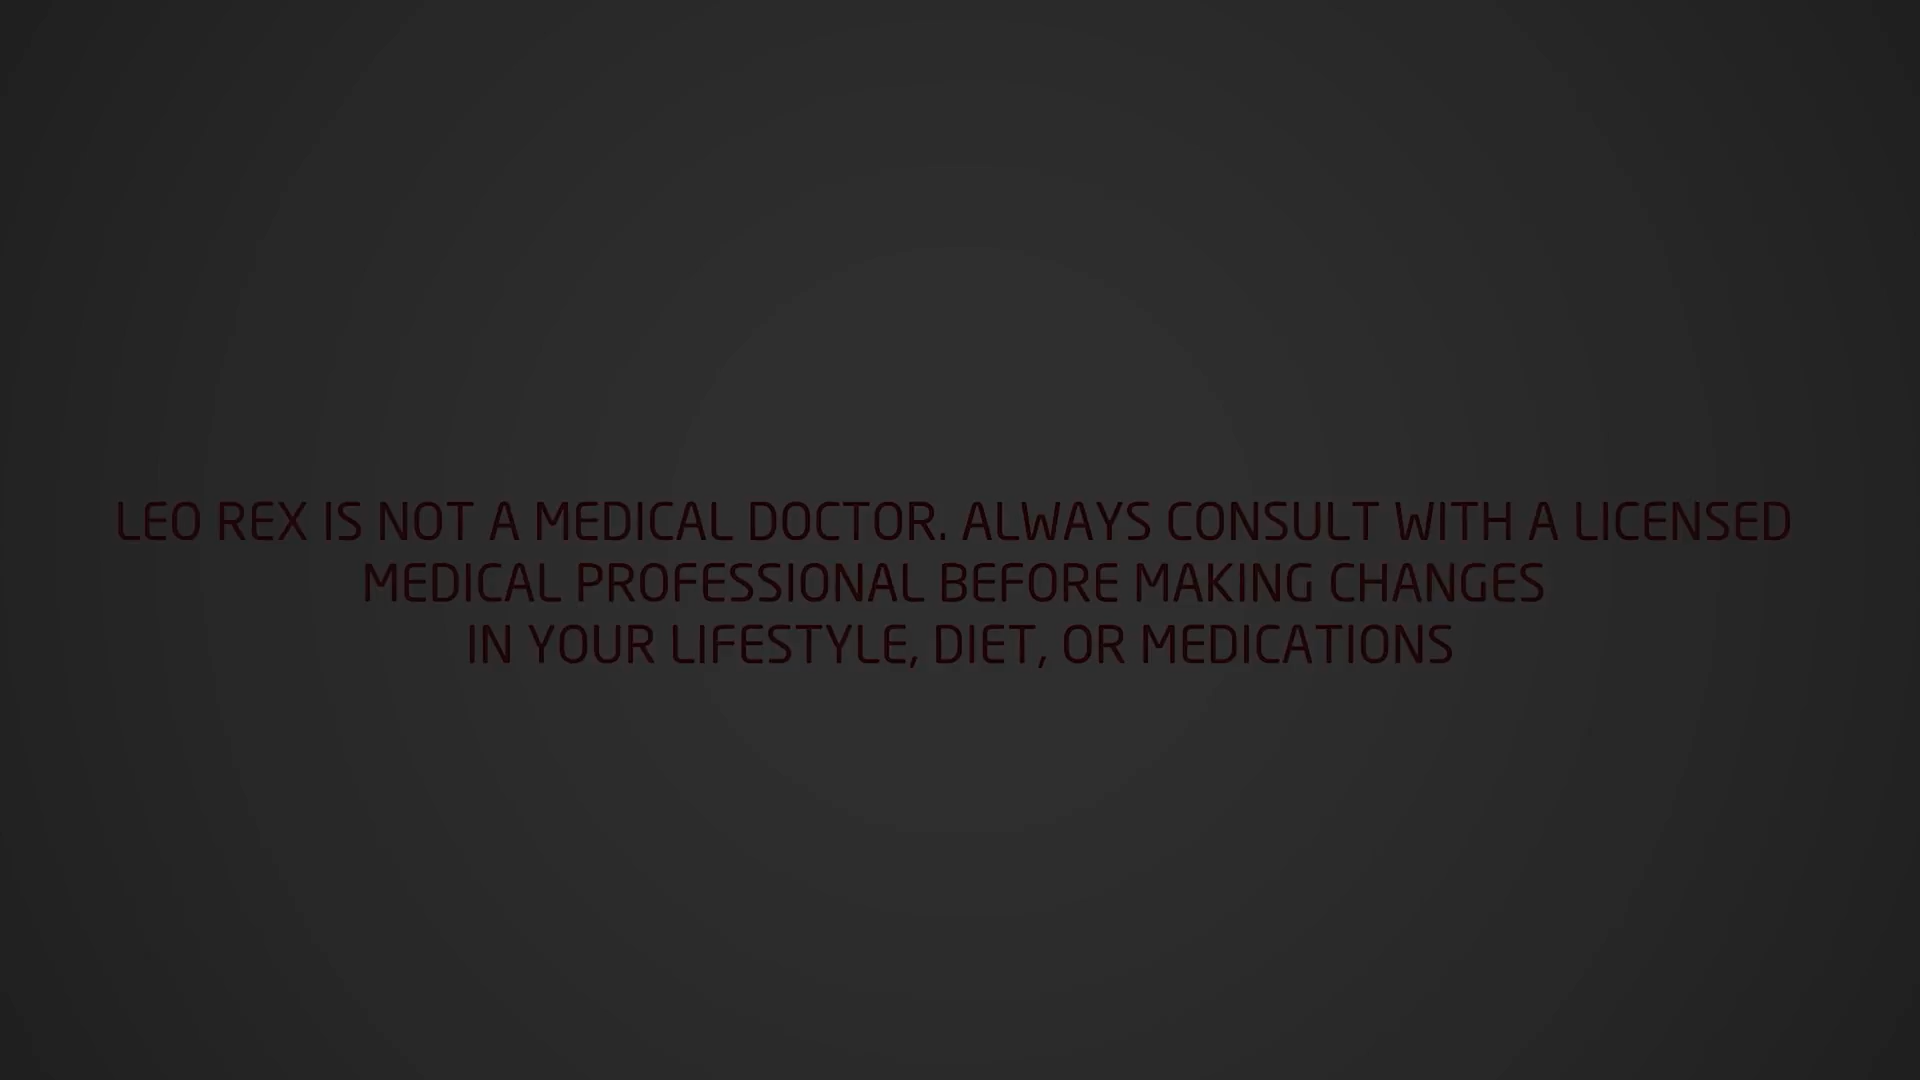 LEO REX IS NOT A MEDICAL DOCTOR. ALWAYS CONSULT WITH A LICENSED
MEDICAL PROFESSIONAL BEFORE MAKING CHANGES
IN YOUR LIFESTYLE, DIET, OR MEDICATIONS